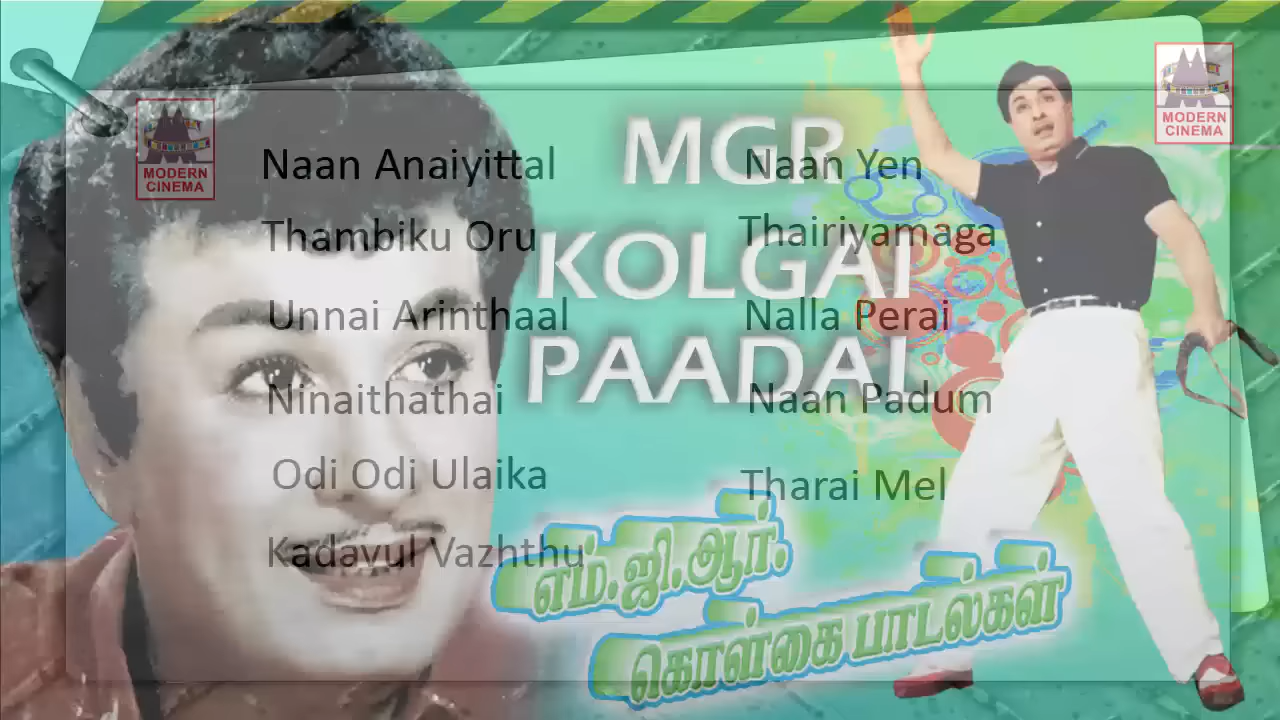 MODERN
CINEMA
MODERN
CINEMA
MGR
KOLGAI
PAADAL
Naan Anaiyittal
Thambiku Oru
Unnai Arinthaal
Ninaithathai
Odi Odi Ulaika
Kadavul Vazhthu
Naan Yen
Thairiyamaga
Nalla Perai
Naan Padum
Tharai Mel
எம்.ஜி.ஆர்.
கொள்கை பாடல்கள்